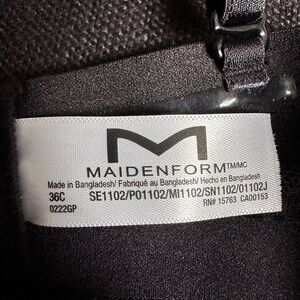 M
MAIDENFORM™/MC
Made in Bangladesh/ Fabriqué au Bangladesh/ Hecho en Bangladesh
36C SE1102/PO1102/MI1102/SN1102/01102J
0222GP RN# 15763 CA00153